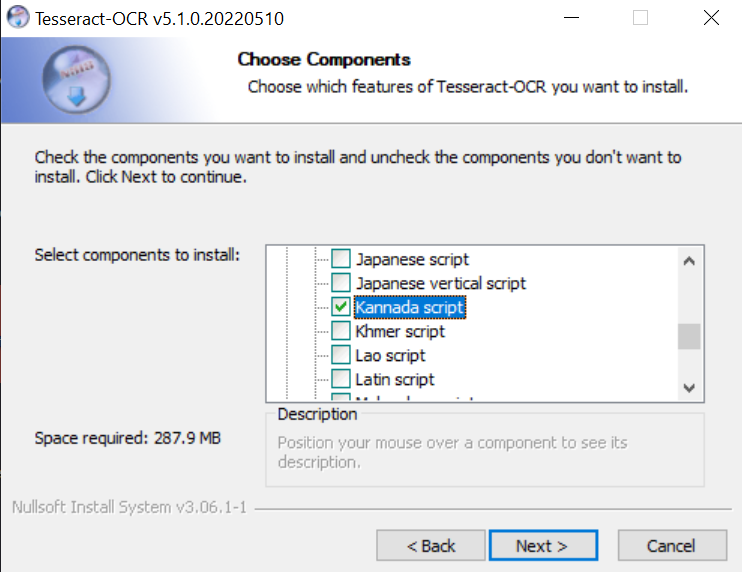 Tesseract-OCR v5.1.0.20220510
Choose Components
Choose which features of Tesseract-OCR you want to install.
Check the components you want to install and uncheck the components you don't want to
install. Click Next to continue.
Select components to install:
Japanese script
Japanese vertical script
Kannada script
Khmer script
Lao script
Latin script
Space required: 287.9 MB
Description
Position your mouse over a component to see its
description.
Nullsoft Install System v3.06.1-1
< Back
Next >
Cancel